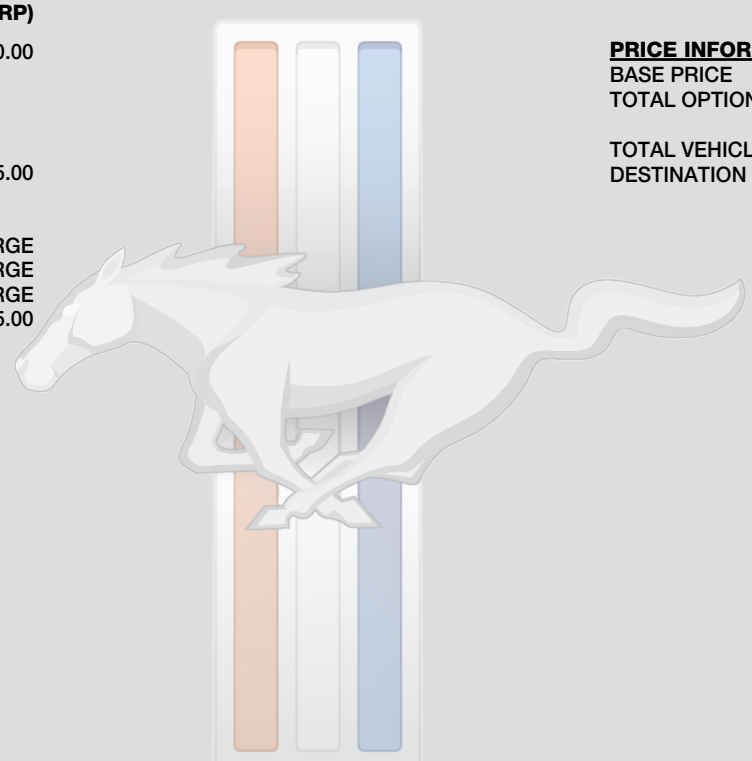 RP)
0.00
5.00
RGE
RGE
RGE
5.00
PRICE INFOR
BASE PRICE
TOTAL OPTION
TOTAL VEHICL
DESTINATION